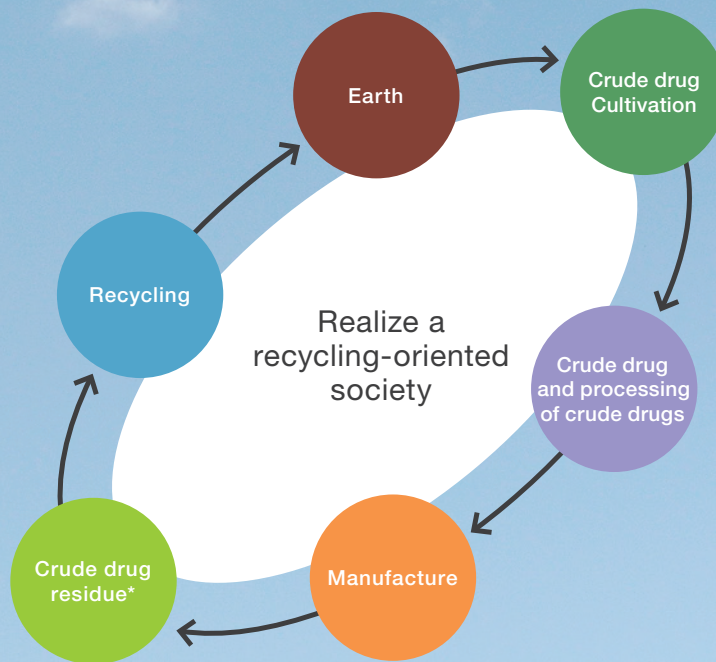 Earth
Crude drug
Cultivation
Recycling
Realize a
recycling-oriented
society
Crude drug
and processing
of crude drugs
Crude drug
residue*
Manufacture